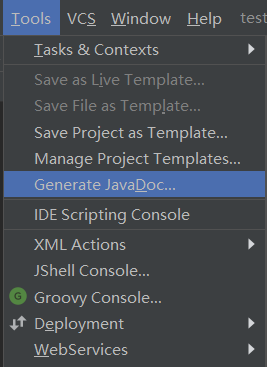 Tools VCS Window Help test
Tasks & Contexts
Save as Live Template...
Save File as Template...
Save Project as Template...
Manage Project Templates...
Generate JavaDoc...
IDE Scripting Console
XML Actions
JShell Console...
G Groovy Console...
Deployment
WebServices